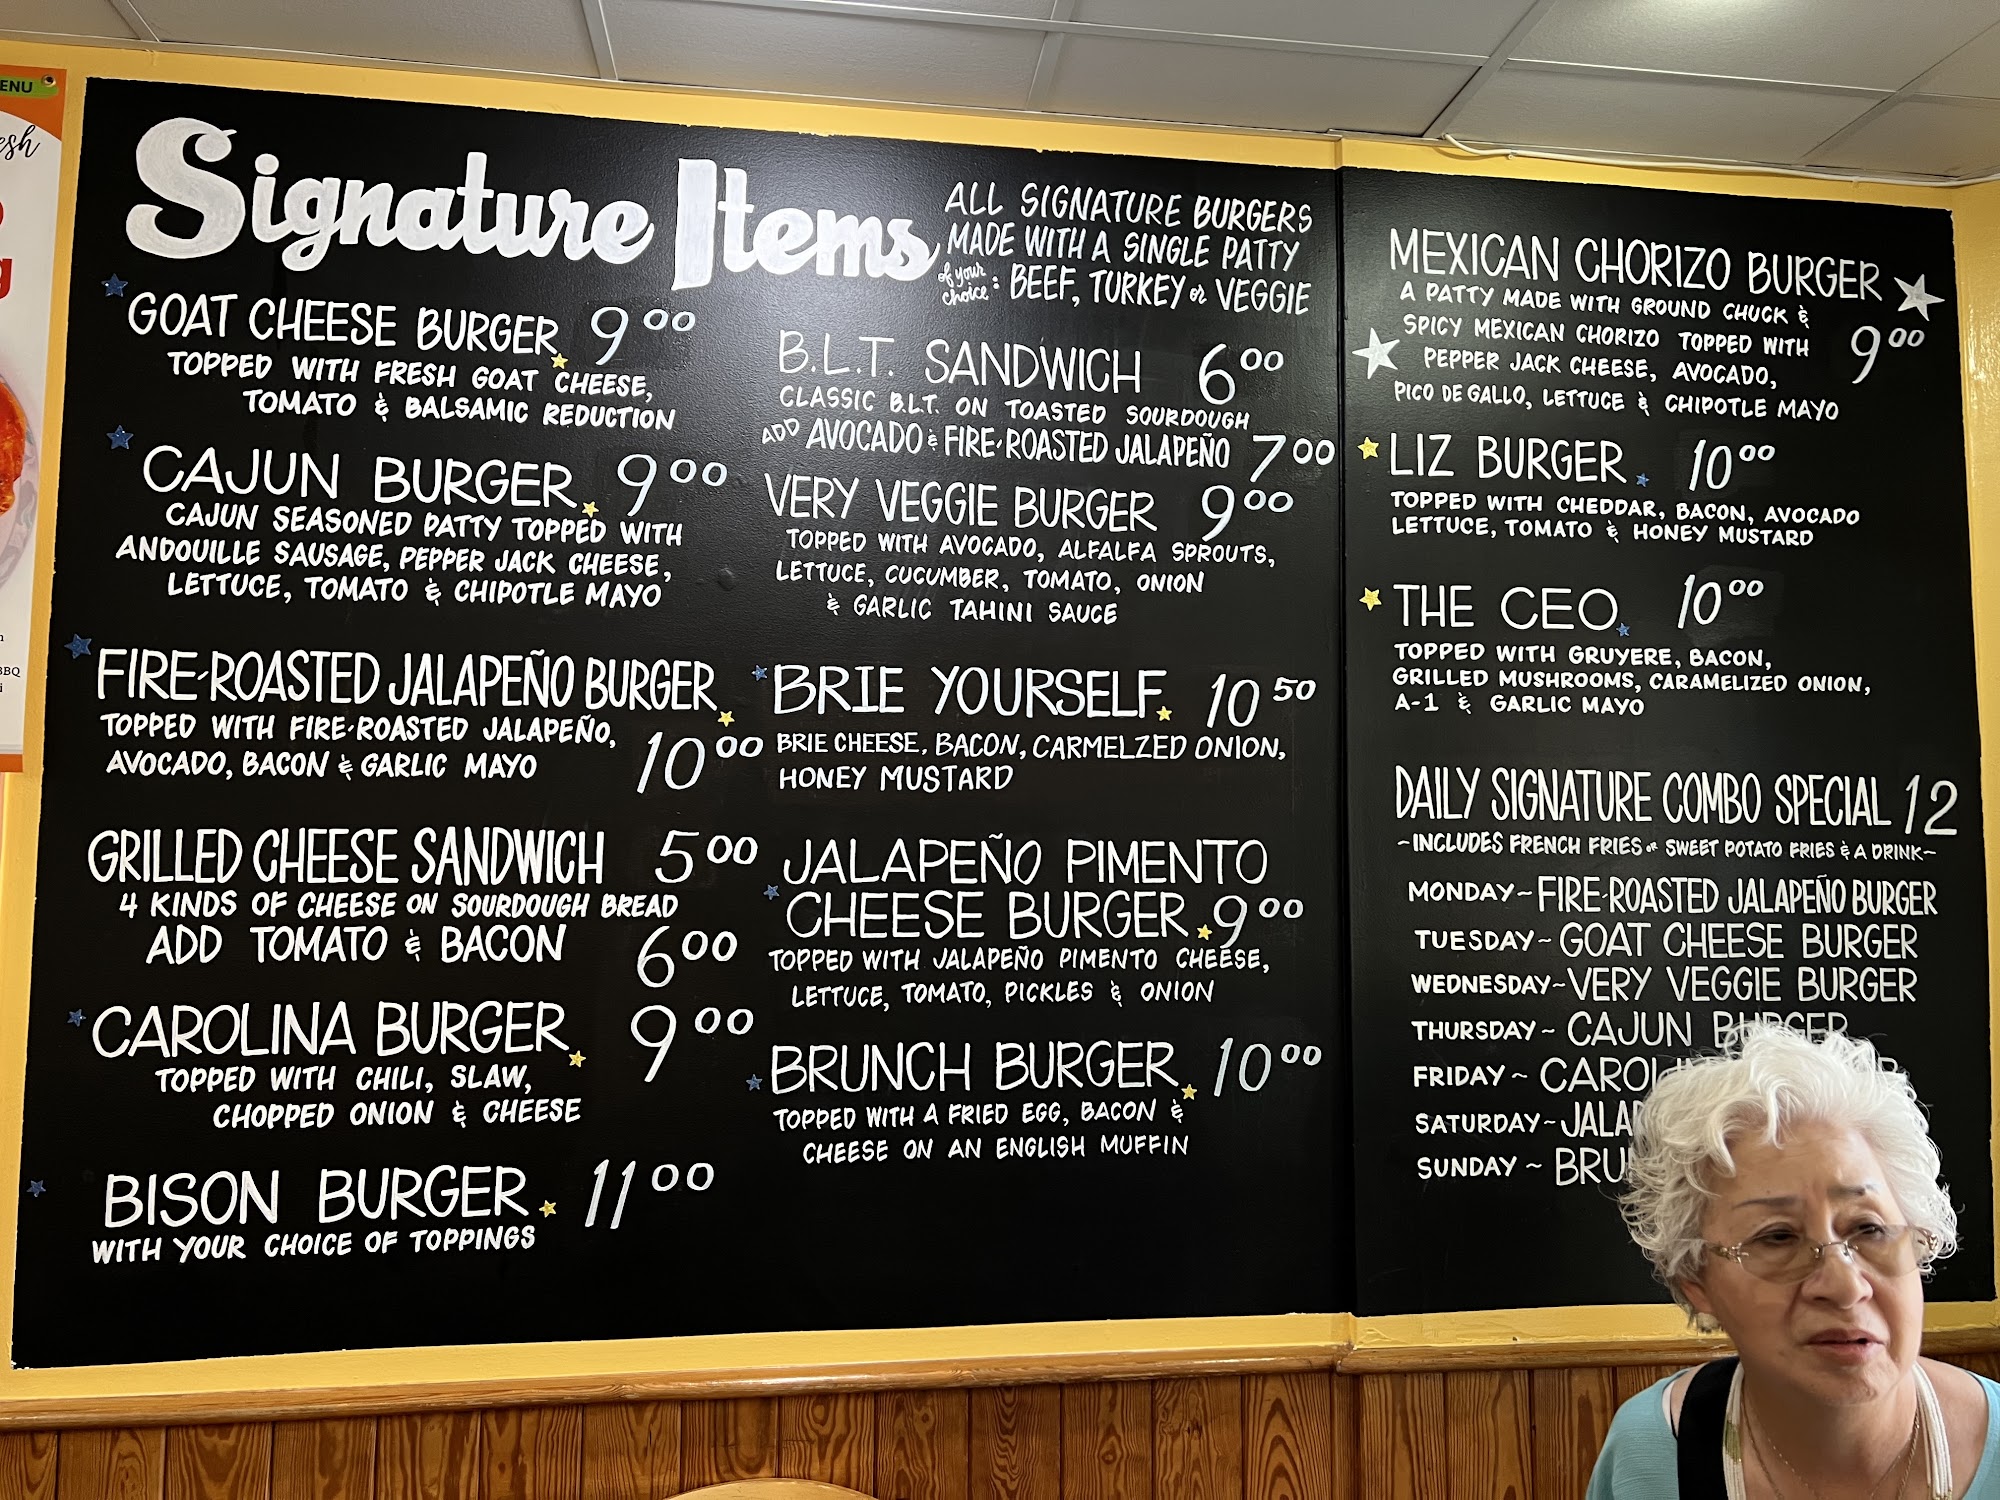 ENU
esh
BBQ
Signature Items
ALL SIGNATURE BURGERS
MADE WITH A SINGLE PATTY
of your choice: BEEF, TURKEY or VEGGIE
GOAT CHEESE BURGER 9 00
TOPPED WITH FRESH GOAT CHEESE,
TOMATO & BALSAMIC REDUCTION
CAJUN BURGER 9 00
CAJUN SEASONED PATTY TOPPED WITH
ANDOUILLE SAUSAGE, PEPPER JACK CHEESE,
LETTUCE, TOMATO & CHIPOTLE MAYO
FIRE-ROASTED JALAPEÑO BURGER
TOPPED WITH FIRE-ROASTED JALAPEÑO,
AVOCADO, BACON & GARLIC MAYO 10 00
GRILLED CHEESE SANDWICH 5 00
4 KINDS OF CHEESE ON SOURDOUGH BREAD
ADD TOMATO & BACON 6 00
CAROLINA BURGER 9 00
TOPPED WITH CHILI, SLAW,
CHOPPED ONION & CHEESE
BISON BURGER 11 00
WITH YOUR CHOICE OF TOPPINGS
B.L.T. SANDWICH 6 00
CLASSIC B.L.T. ON TOASTED SOURDOUGH
ADD AVOCADO & FIRE-ROASTED JALAPEÑO 7 00
VERY VEGGIE BURGER 9 00
TOPPED WITH AVOCADO, ALFALFA SPROUTS,
LETTUCE, CUCUMBER, TOMATO, ONION
& GARLIC TAHINI SAUCE
BRIE YOURSELF 10 50
BRIE CHEESE, BACON, CARMELZED ONION,
HONEY MUSTARD
JALAPEÑO PIMENTO
CHEESE BURGER 9 00
TOPPED WITH JALAPEÑO PIMENTO CHEESE,
LETTUCE, TOMATO, PICKLES & ONION
BRUNCH BURGER 10 00
TOPPED WITH A FRIED EGG, BACON &
CHEESE ON AN ENGLISH MUFFIN
MEXICAN CHORIZO BURGER
A PATTY MADE WITH GROUND CHUCK &
SPICY MEXICAN CHORIZO TOPPED WITH 9 00
PEPPER JACK CHEESE, AVOCADO,
PICO DE GALLO, LETTUCE & CHIPOTLE MAYO
LIZ BURGER 10 00
TOPPED WITH CHEDDAR, BACON, AVOCADO
LETTUCE, TOMATO & HONEY MUSTARD
THE CEO 10 00
TOPPED WITH GRUYERE, BACON,
GRILLED MUSHROOMS, CARAMELIZED ONION,
A-1 & GARLIC MAYO
DAILY SIGNATURE COMBO SPECIAL 12
~INCLUDES FRENCH FRIES or SWEET POTATO FRIES & A DRINK~
MONDAY ~ FIRE-ROASTED JALAPEÑO BURGER
TUESDAY ~ GOAT CHEESE BURGER
WEDNESDAY ~ VERY VEGGIE BURGER
THURSDAY ~ CAJUN BURGER
FRIDAY ~ CAROLI
SATURDAY ~ JALAP
SUNDAY ~ BRU